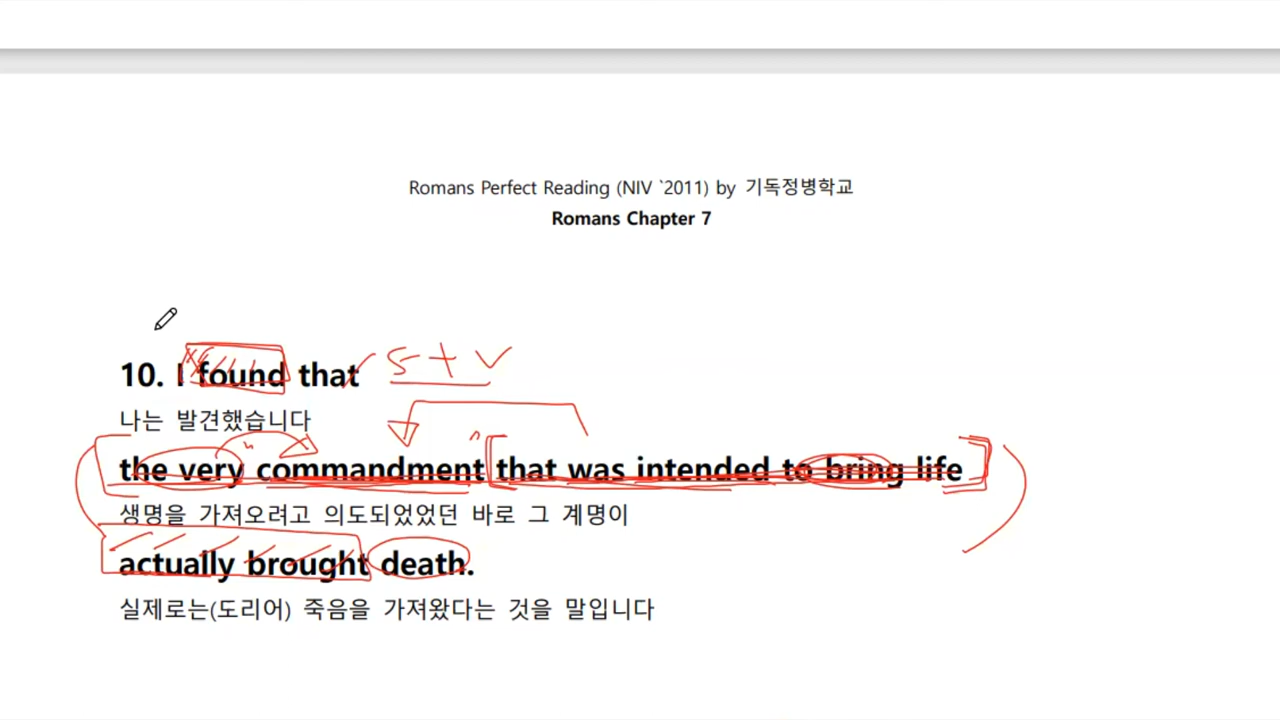 Romans Perfect Reading (NIV `2011) by 기독정병학교
Romans Chapter 7
10. I found that S + V
나는 발견했습니다
the very commandment that was intended to bring life
생명을 가져오려고 의도되었었던 바로 그 계명이
actually brought death.
실제로는(도리어) 죽음을 가져왔다는 것을 말입니다